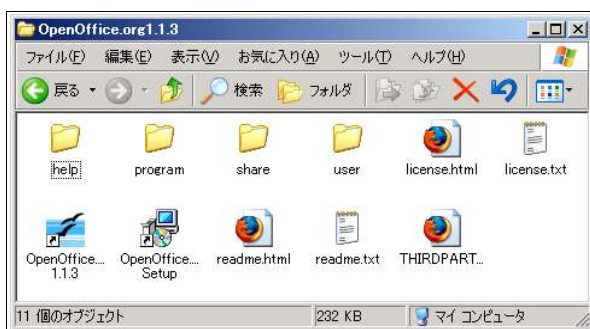 OpenOffice.org1.1.3
ファイル(F) 編集(E) 表示(V) お気に入り(A) ツール(T) ヘルプ(H)
戻る 検索 フォルダ
help program share user license.html license.txt
OpenOffice.... OpenOffice.... readme.html readme.txt THIRDPART...
1.1.3 Setup
11 個のオブジェクト 232 KB マイ コンピュータ